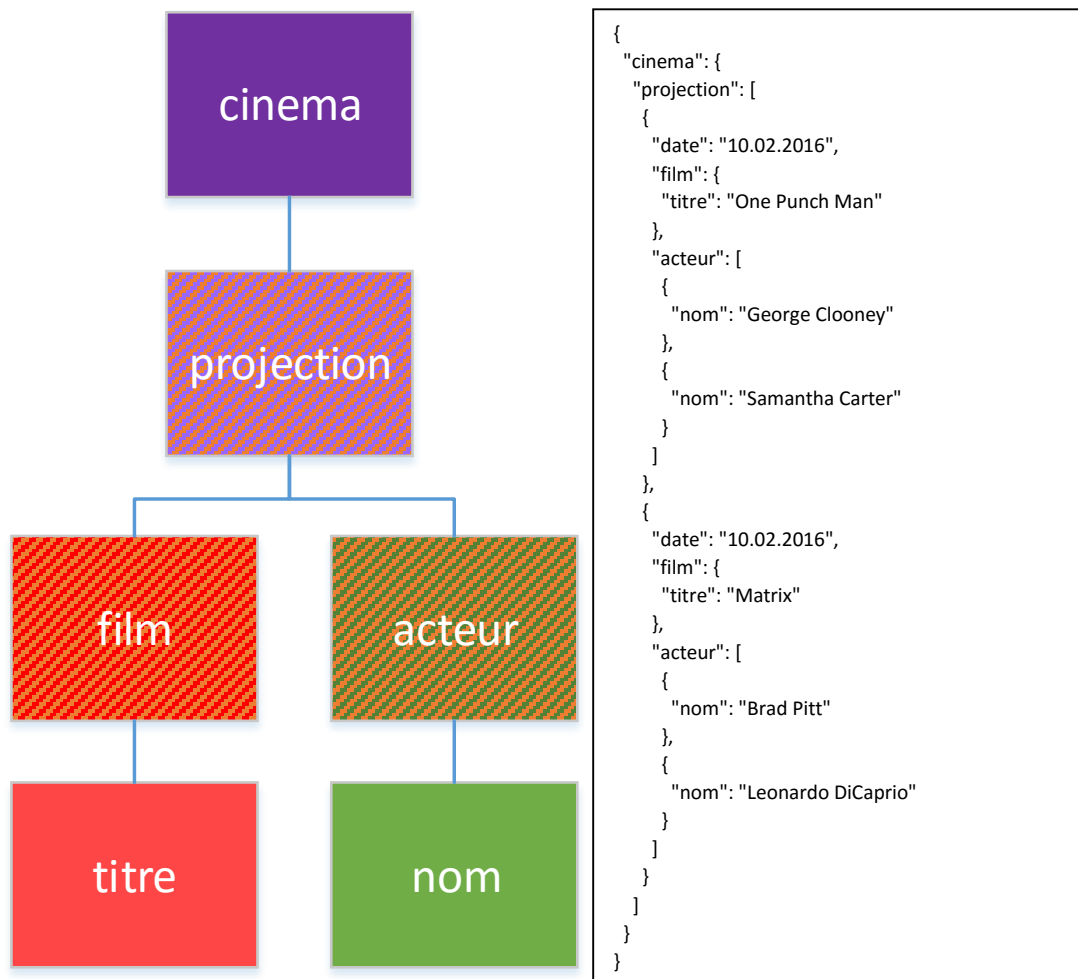 cinema
projection
film
acteur
titre
nom
{
"cinema": {
"projection": [
{
"date": "10.02.2016",
"film": {
"titre": "One Punch Man"
},
"acteur": [
{
"nom": "George Clooney"
},
{
"nom": "Samantha Carter"
}
]
},
{
"date": "10.02.2016",
"film": {
"titre": "Matrix"
},
"acteur": [
{
"nom": "Brad Pitt"
},
{
"nom": "Leonardo DiCaprio"
}
]
}
]
}
}